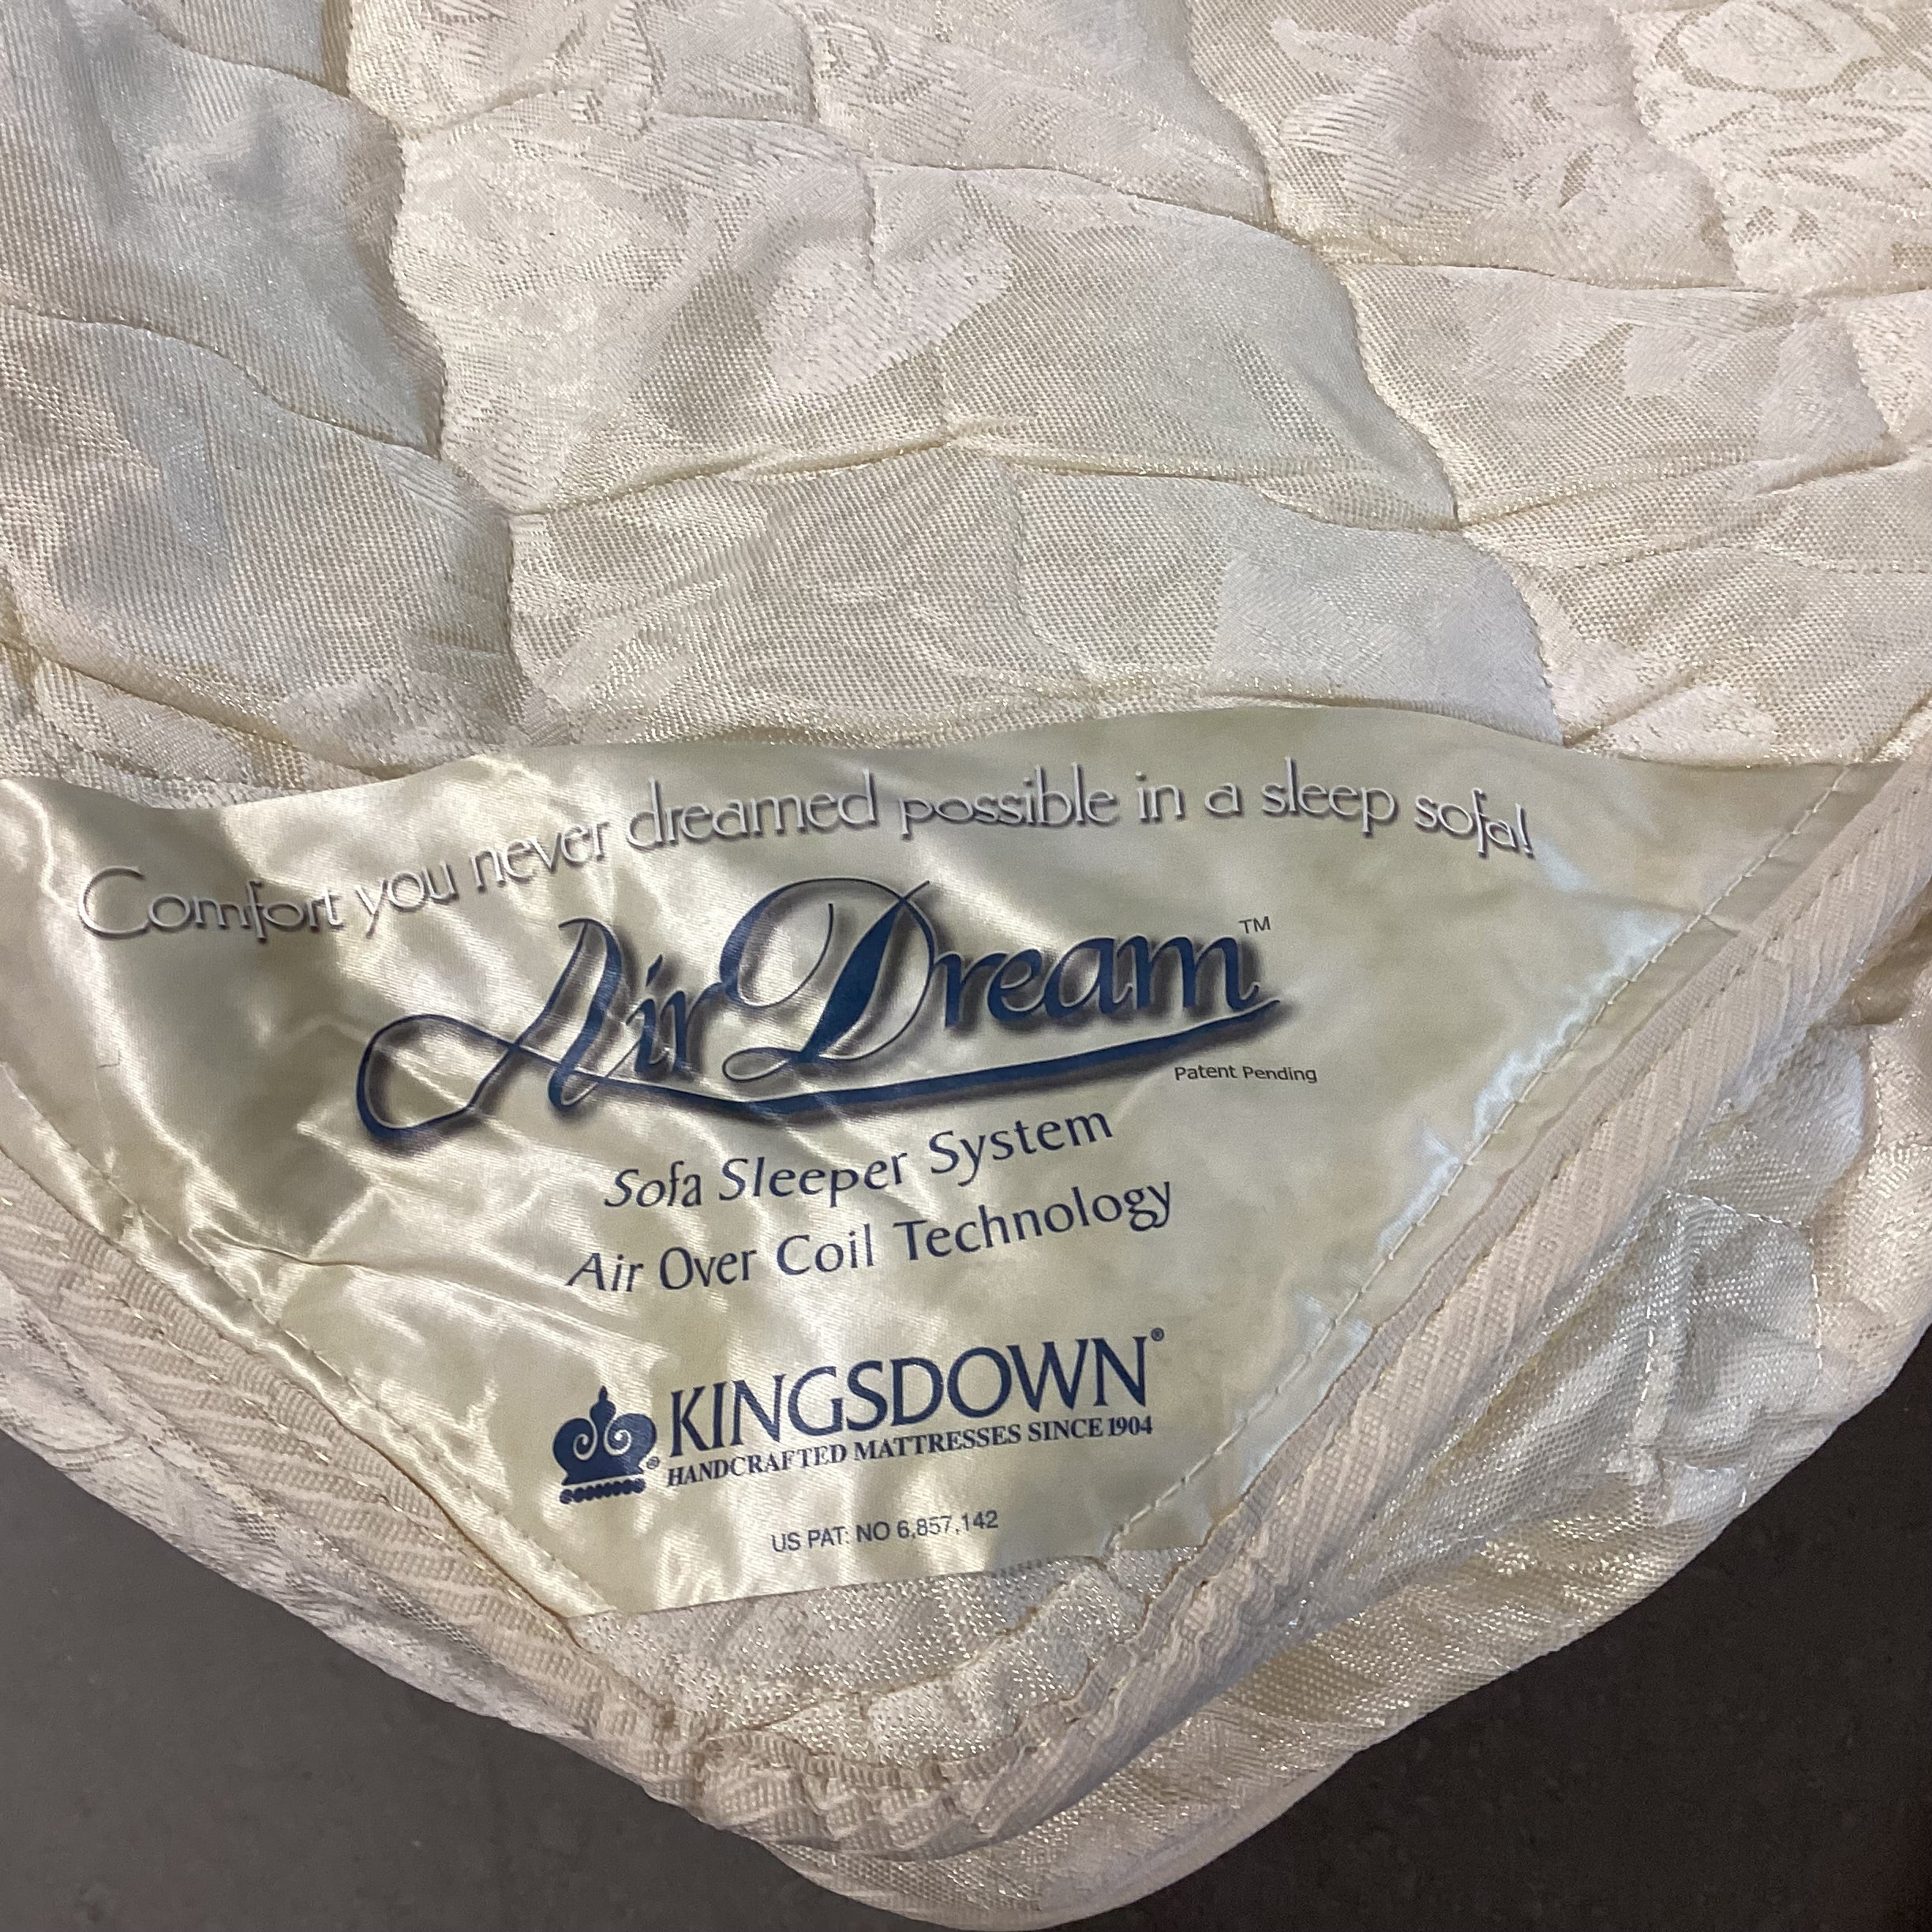 Comfort you never dreamed possible in a sleep sofa!
Air Dream™
Patent Pending
Sofa Sleeper System
Air Over Coil Technology
KINGSDOWN®
®
HANDCRAFTED MATTRESSES SINCE 1904
US PAT. NO 6,857,142